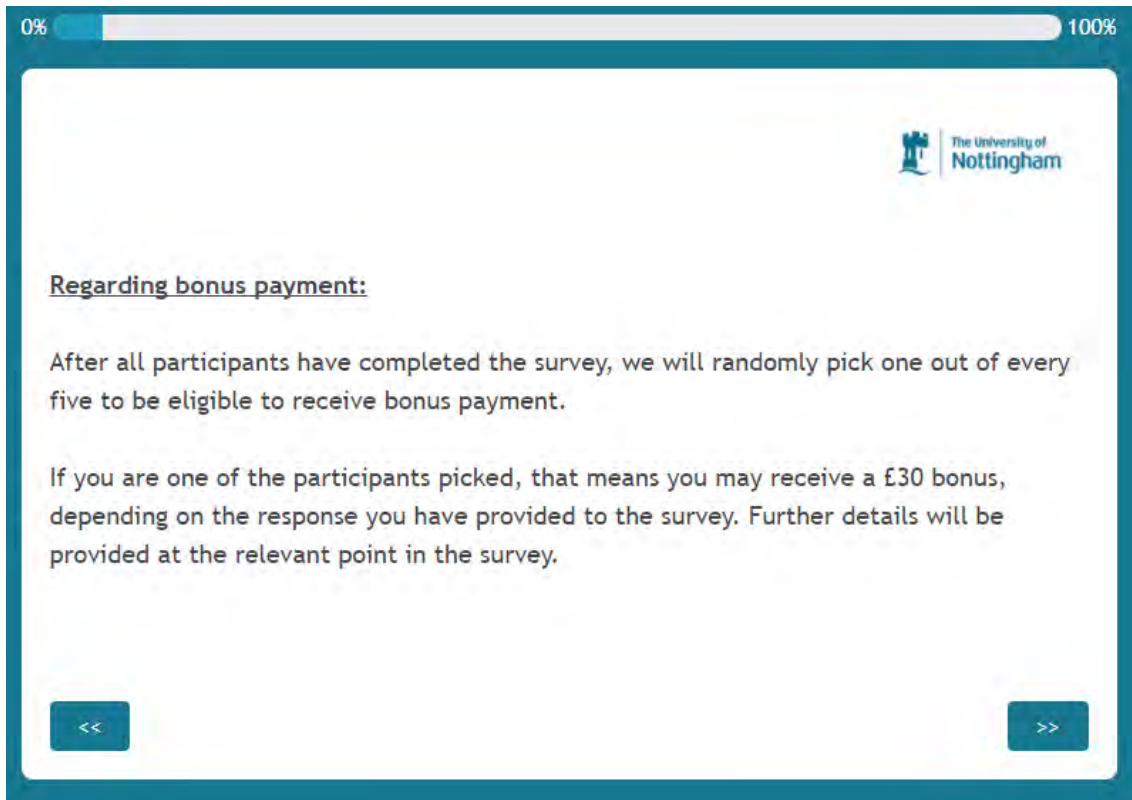 0%
100%
The University of
Nottingham
Regarding bonus payment:
After all participants have completed the survey, we will randomly pick one out of every
five to be eligible to receive bonus payment.
If you are one of the participants picked, that means you may receive a £30 bonus,
depending on the response you have provided to the survey. Further details will be
provided at the relevant point in the survey.
<<
>>